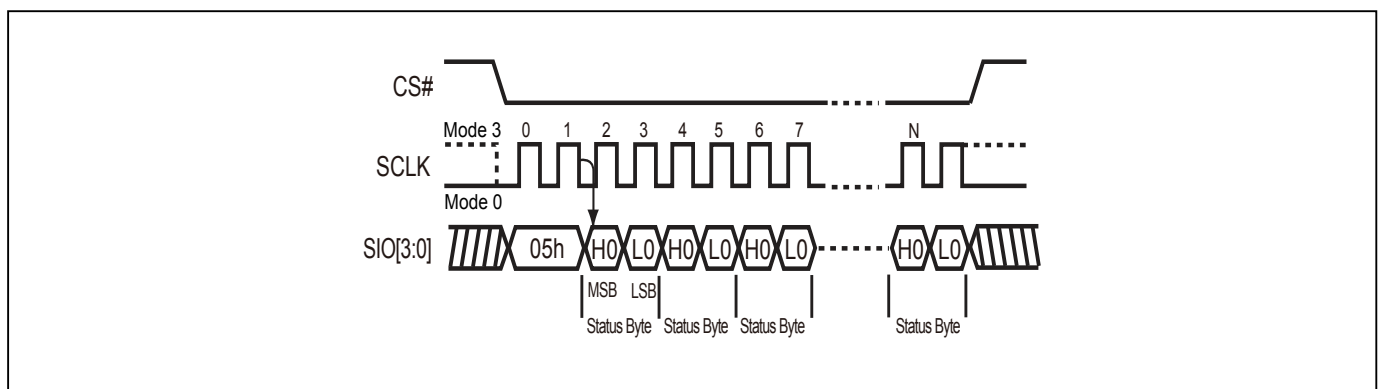 CS#
Mode 3 0 1 2 3 4 5 6 7 N
SCLK
Mode 0
SIO[3:0] 05h H0 L0 H0 L0 H0 L0 H0 L0
MSB LSB
Status Byte Status Byte Status Byte Status Byte